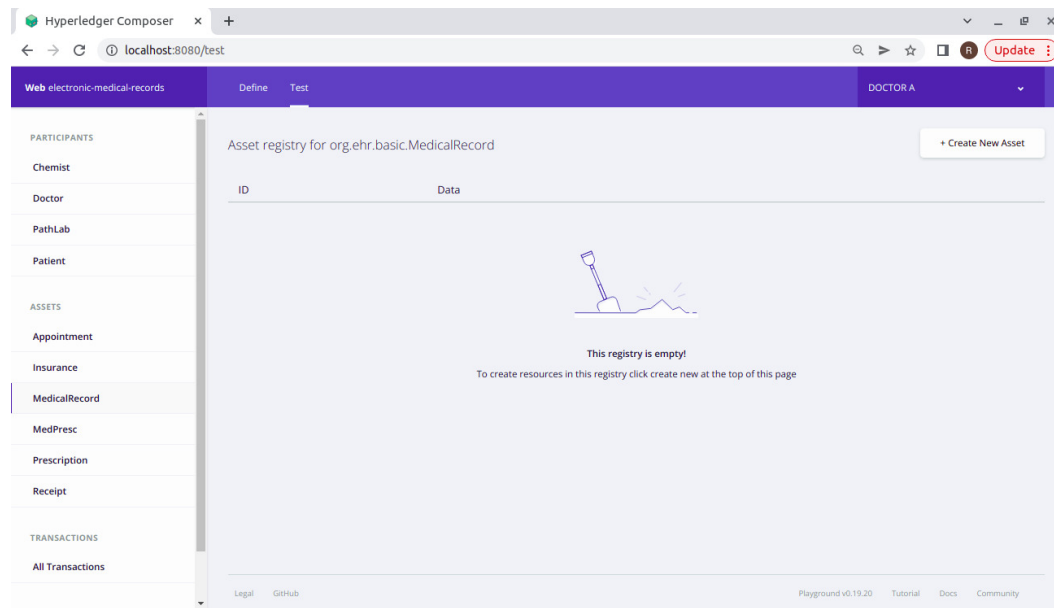 Hyperledger Composer
localhost:8080/test
R
Update
Web electronic-medical-records
Define
Test
DOCTOR A
PARTICIPANTS
Chemist
Doctor
PathLab
Patient
ASSETS
Appointment
Insurance
MedicalRecord
MedPresc
Prescription
Receipt
TRANSACTIONS
All Transactions
Asset registry for org.ehr.basic.MedicalRecord
+ Create New Asset
ID
Data
This registry is empty!
To create resources in this registry click create new at the top of this page
Legal
GitHub
Playground v0.19.20
Tutorial
Docs
Community